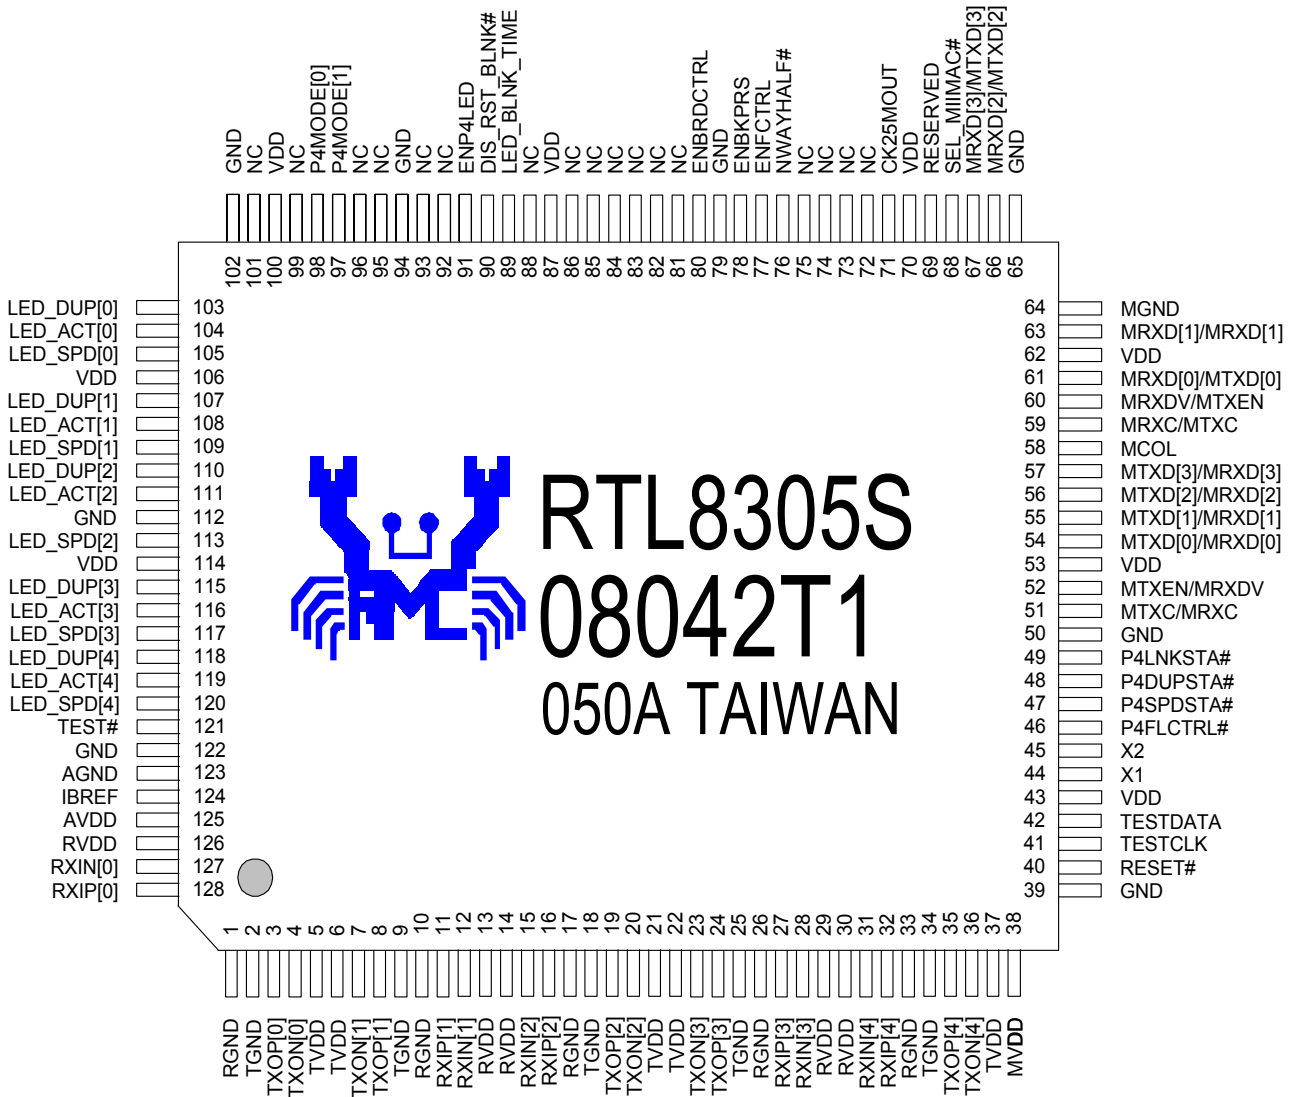 GND 102
NC 101
VDD 100
NC 99
P4MODE[0] 98
P4MODE[1] 97
NC 96
NC 95
GND 94
NC 93
NC 92
ENP4LED 91
DIS_RST_BLNK# 90
LED_BLNK_TIME 89
NC 88
VDD 87
NC 86
NC 85
NC 84
NC 83
NC 82
NC 81
ENBRDCTRL 80
GND 79
ENBKPRS 78
ENFCTRL 77
NWAYHALF# 76
NC 75
NC 74
NC 73
NC 72
CK25MOUT 71
VDD 70
RESERVED 69
SEL_MIIMAC# 68
MRXD[3]/MTXD[3] 67
MRXD[2]/MTXD[2] 66
GND 65
LED_DUP[0] 103
LED_ACT[0] 104
LED_SPD[0] 105
VDD 106
LED_DUP[1] 107
LED_ACT[1] 108
LED_SPD[1] 109
LED_DUP[2] 110
LED_ACT[2] 111
GND 112
LED_SPD[2] 113
VDD 114
LED_DUP[3] 115
LED_ACT[3] 116
LED_SPD[3] 117
LED_DUP[4] 118
LED_ACT[4] 119
LED_SPD[4] 120
TEST# 121
GND 122
AGND 123
IBREF 124
AVDD 125
RVDD 126
RXIN[0] 127
RXIP[0] 128
RTL8305S
08042T1
050A TAIWAN
64 MGND
63 MRXD[1]/MRXD[1]
62 VDD
61 MRXD[0]/MTXD[0]
60 MRXDV/MTXEN
59 MRXC/MTXC
58 MCOL
57 MTXD[3]/MRXD[3]
56 MTXD[2]/MRXD[2]
55 MTXD[1]/MRXD[1]
54 MTXD[0]/MRXD[0]
53 VDD
52 MTXEN/MRXDV
51 MTXC/MRXC
50 GND
49 P4LNKSTA#
48 P4DUPSTA#
47 P4SPDSTA#
46 P4FLCTRL#
45 X2
44 X1
43 VDD
42 TESTDATA
41 TESTCLK
40 RESET#
39 GND
1 RGND
2 TGND
3 TXOP[0]
4 TXON[0]
5 TVDD
6 TVDD
7 TXON[1]
8 TXOP[1]
9 TGND
10 RGND
11 RXIP[1]
12 RXIN[1]
13 RVDD
14 RVDD
15 RXIN[2]
16 RXIP[2]
17 RGND
18 TGND
19 TXOP[2]
20 TXON[2]
21 TVDD
22 TVDD
23 TXON[3]
24 TXOP[3]
25 TGND
26 RGND
27 RXIP[3]
28 RXIN[3]
29 RVDD
30 RVDD
31 RXIN[4]
32 RXIP[4]
33 RGND
34 TGND
35 TXOP[4]
36 TXON[4]
37 TVDD
38 MVDD